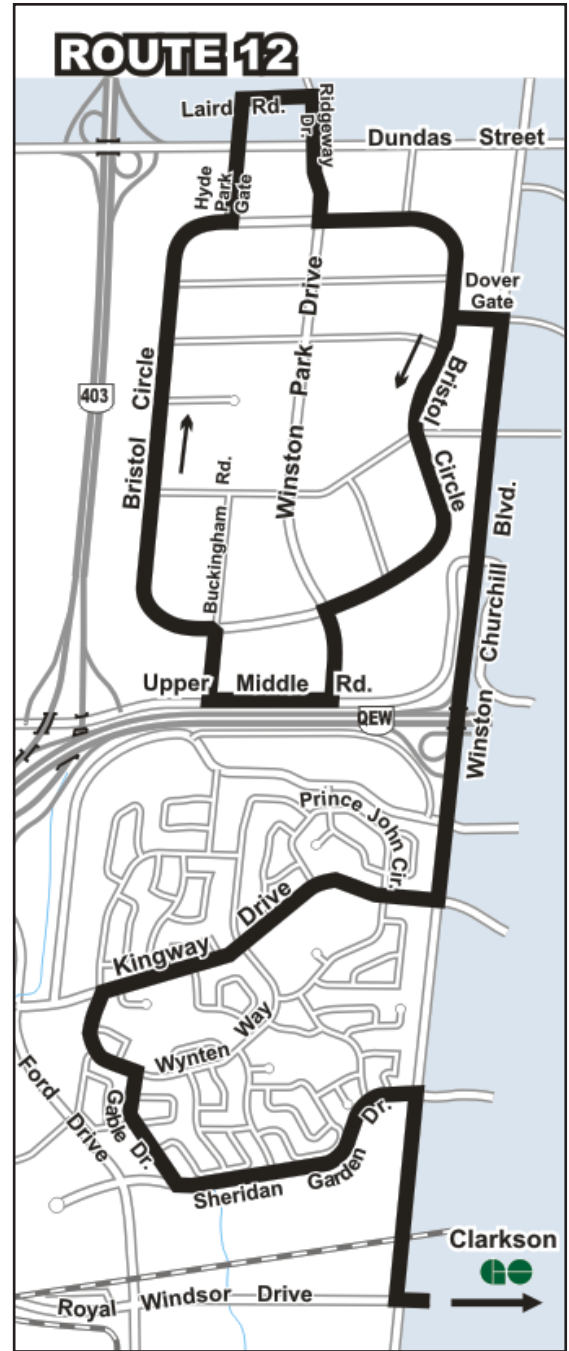 ROUTE 12
Laird Rd.
Ridgeway
Dr.
Dundas Street
Hyde
Park
Gate
Dover
Gate
Winston Park Drive
Bristol Circle
403
Bristol
Circle
Buckingham Rd.
Winston Churchill Blvd.
Upper Middle Rd.
QEW
Prince John Cir.
Kingway Drive
Wynten Way
Ford Drive
Gable Dr.
Sheridan Garden Dr.
Clarkson
GO
Royal Windsor Drive